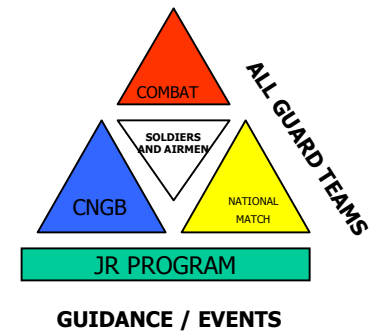 COMBAT
ALL GUARD TEAMS
SOLDIERS
AND AIRMEN
CNGB
NATIONAL
MATCH
JR PROGRAM
GUIDANCE / EVENTS